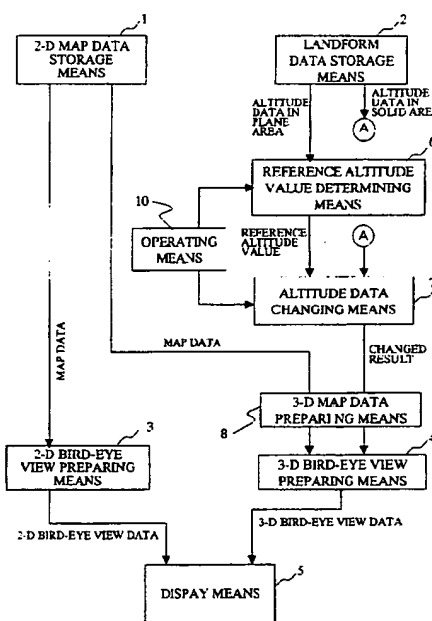 1
2-D MAP DATA
STORAGE
MEANS
2
LANDFORM
DATA STORAGE
MEANS
ALTITUDE
DATA IN
PLANE
AREA
ALTITUDE
DATA IN
SOLID AREA
A
6
REFERENCE ALTITUDE
VALUE DETERMINING
MEANS
10
OPERATING
MEANS
REFERENCE
ALTITUDE
VALUE
A
ALTITUDE DATA
CHANGING MEANS
MAP DATA
MAP DATA
CHANGED
RESULT
3-D MAP DATA
PREPARING MEANS
8
3
2-D BIRD-EYE
VIEW PREPARING
MEANS
3-D BIRD-EYE VIEW
PREPARING MEANS
2-D BIRD-EYE VIEW DATA
3-D BIRD-EYE VIEW DATA
5
DISPAY MEANS